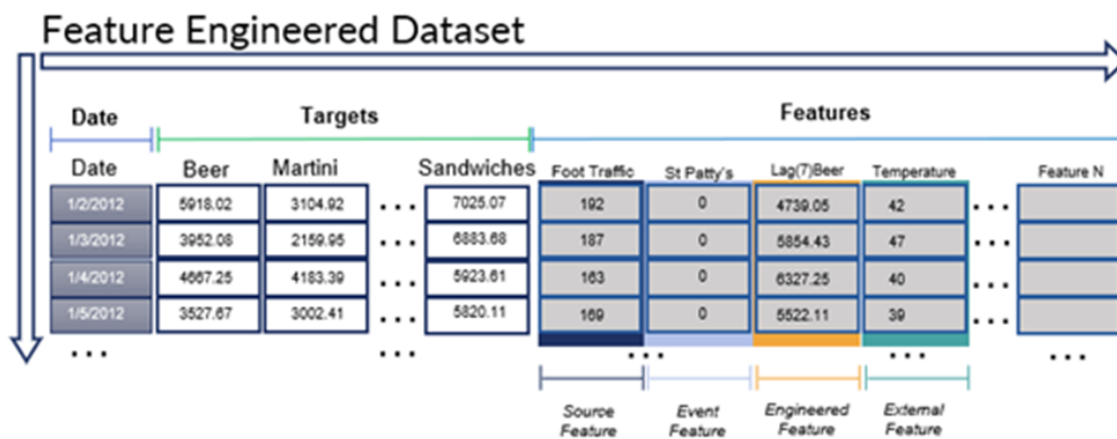 Feature Engineered Dataset
Date Targets Features
Date Beer Martini Sandwiches Foot Traffic St Patty's Lag(7)Beer Temperature Feature N
1/2/2012 5918.02 3104.92 ... 7025.07 192 0 4739.05 42 ...
1/3/2012 3952.08 2159.95 6883.68 187 0 5854.43 47 ...
1/4/2012 4667.25 4183.39 5923.61 163 0 6327.25 40 ...
1/5/2012 3527.67 3002.41 ... 5820.11 169 0 5522.11 39 ...
... ... ... ... ...
Source Event Engineered External
Feature Feature Feature Feature